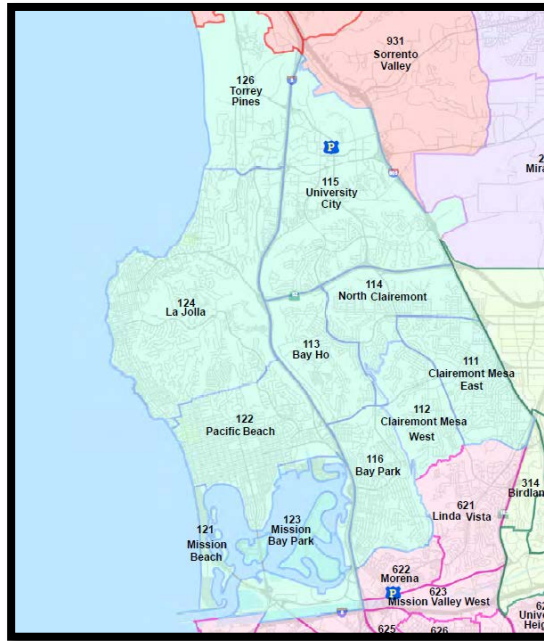 931
Sorrento
Valley
126
Torrey
Pines
P
115
University
City
124
La Jolla
114
North Clairemont
113
Bay Ho
111
Clairemont Mesa
East
122
Pacific Beach
112
Clairemont Mesa
West
116
Bay Park
314
621
Linda Vista
121
Mission
Beach
123
Mission
Bay Park
622
Morena
P
623
Mission Valley West
625
626